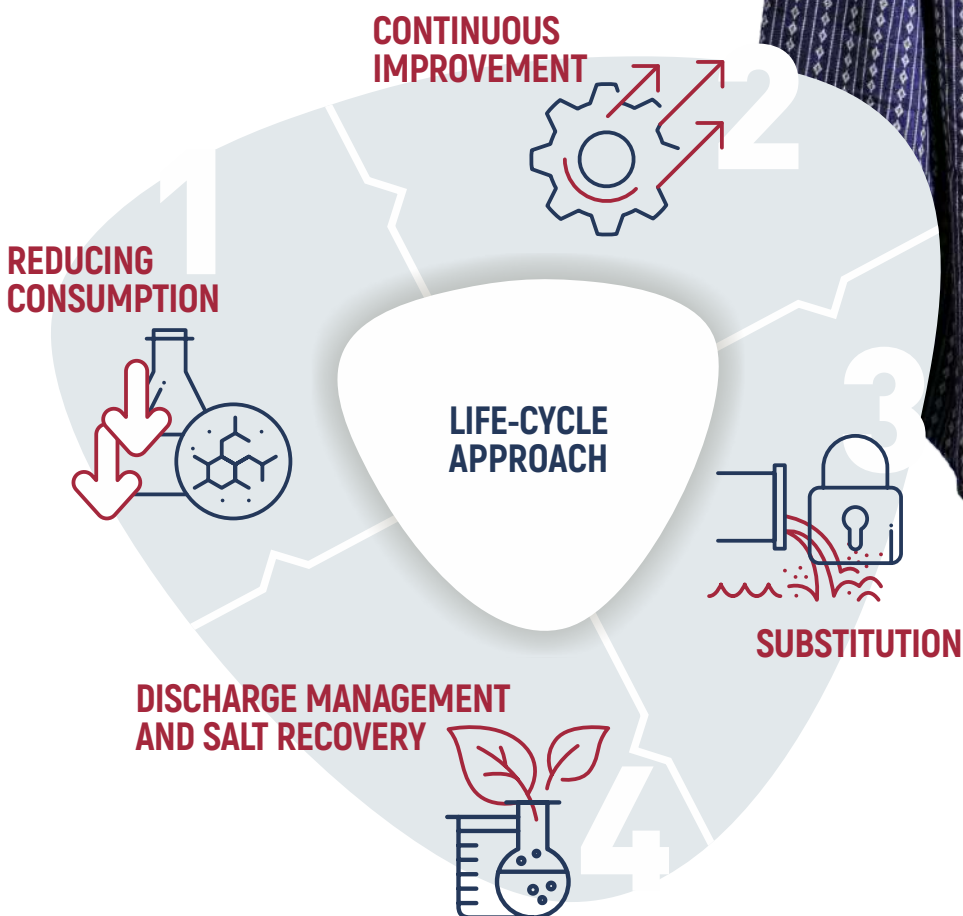 1
REDUCING
CONSUMPTION
2
CONTINUOUS
IMPROVEMENT
3
SUBSTITUTION
4
DISCHARGE MANAGEMENT
AND SALT RECOVERY
LIFE-CYCLE
APPROACH